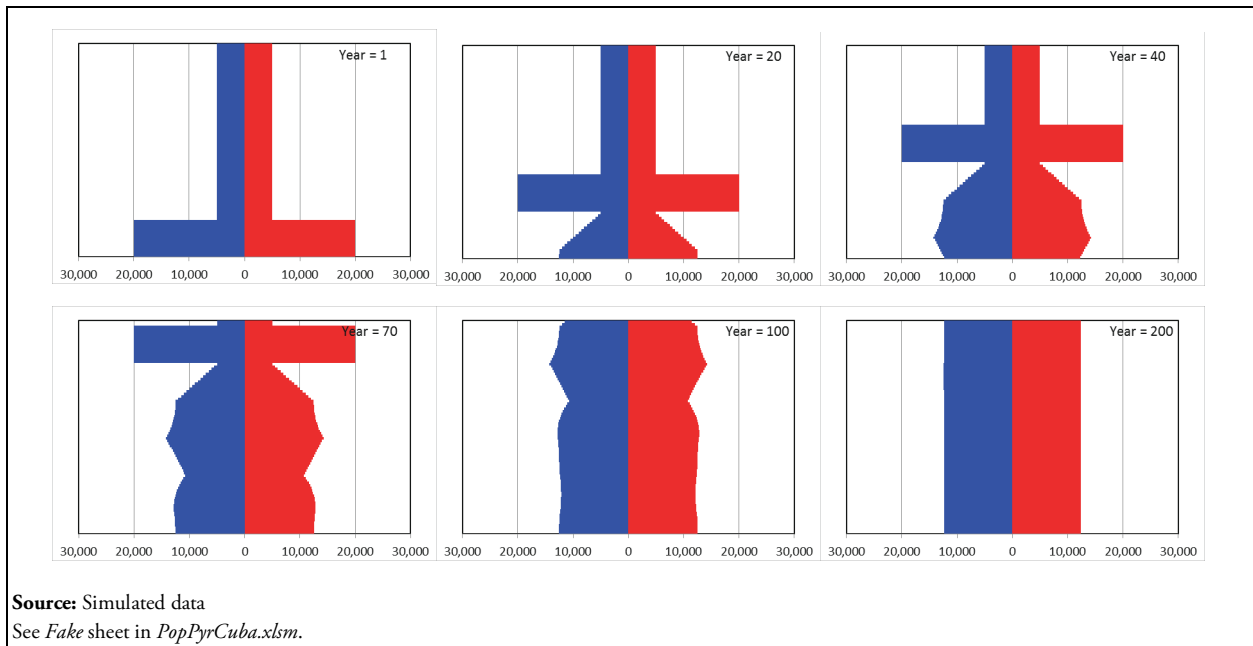 Year = 1
30,000 20,000 10,000 0 10,000 20,000 30,000
Year = 20
30,000 20,000 10,000 0 10,000 20,000 30,000
Year = 40
30,000 20,000 10,000 0 10,000 20,000 30,000
Year = 70
30,000 20,000 10,000 0 10,000 20,000 30,000
Year = 100
30,000 20,000 10,000 0 10,000 20,000 30,000
Year = 200
30,000 20,000 10,000 0 10,000 20,000 30,000
Source: Simulated data
See Fake sheet in PopPyrCuba.xlsm.